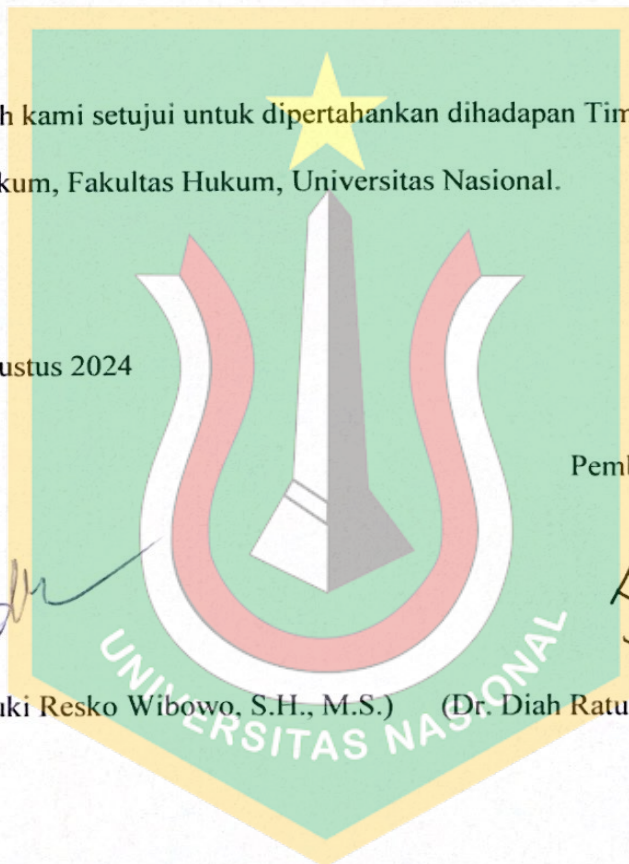 h kami setujui untuk dipertahankan dihadapan Tim
kum, Fakultas Hukum, Universitas Nasional.
ustus 2024
Pemb
uki Resko Wibowo, S.H., M.S.) (Dr. Diah Ratu
UNIVERSITAS NASIONAL